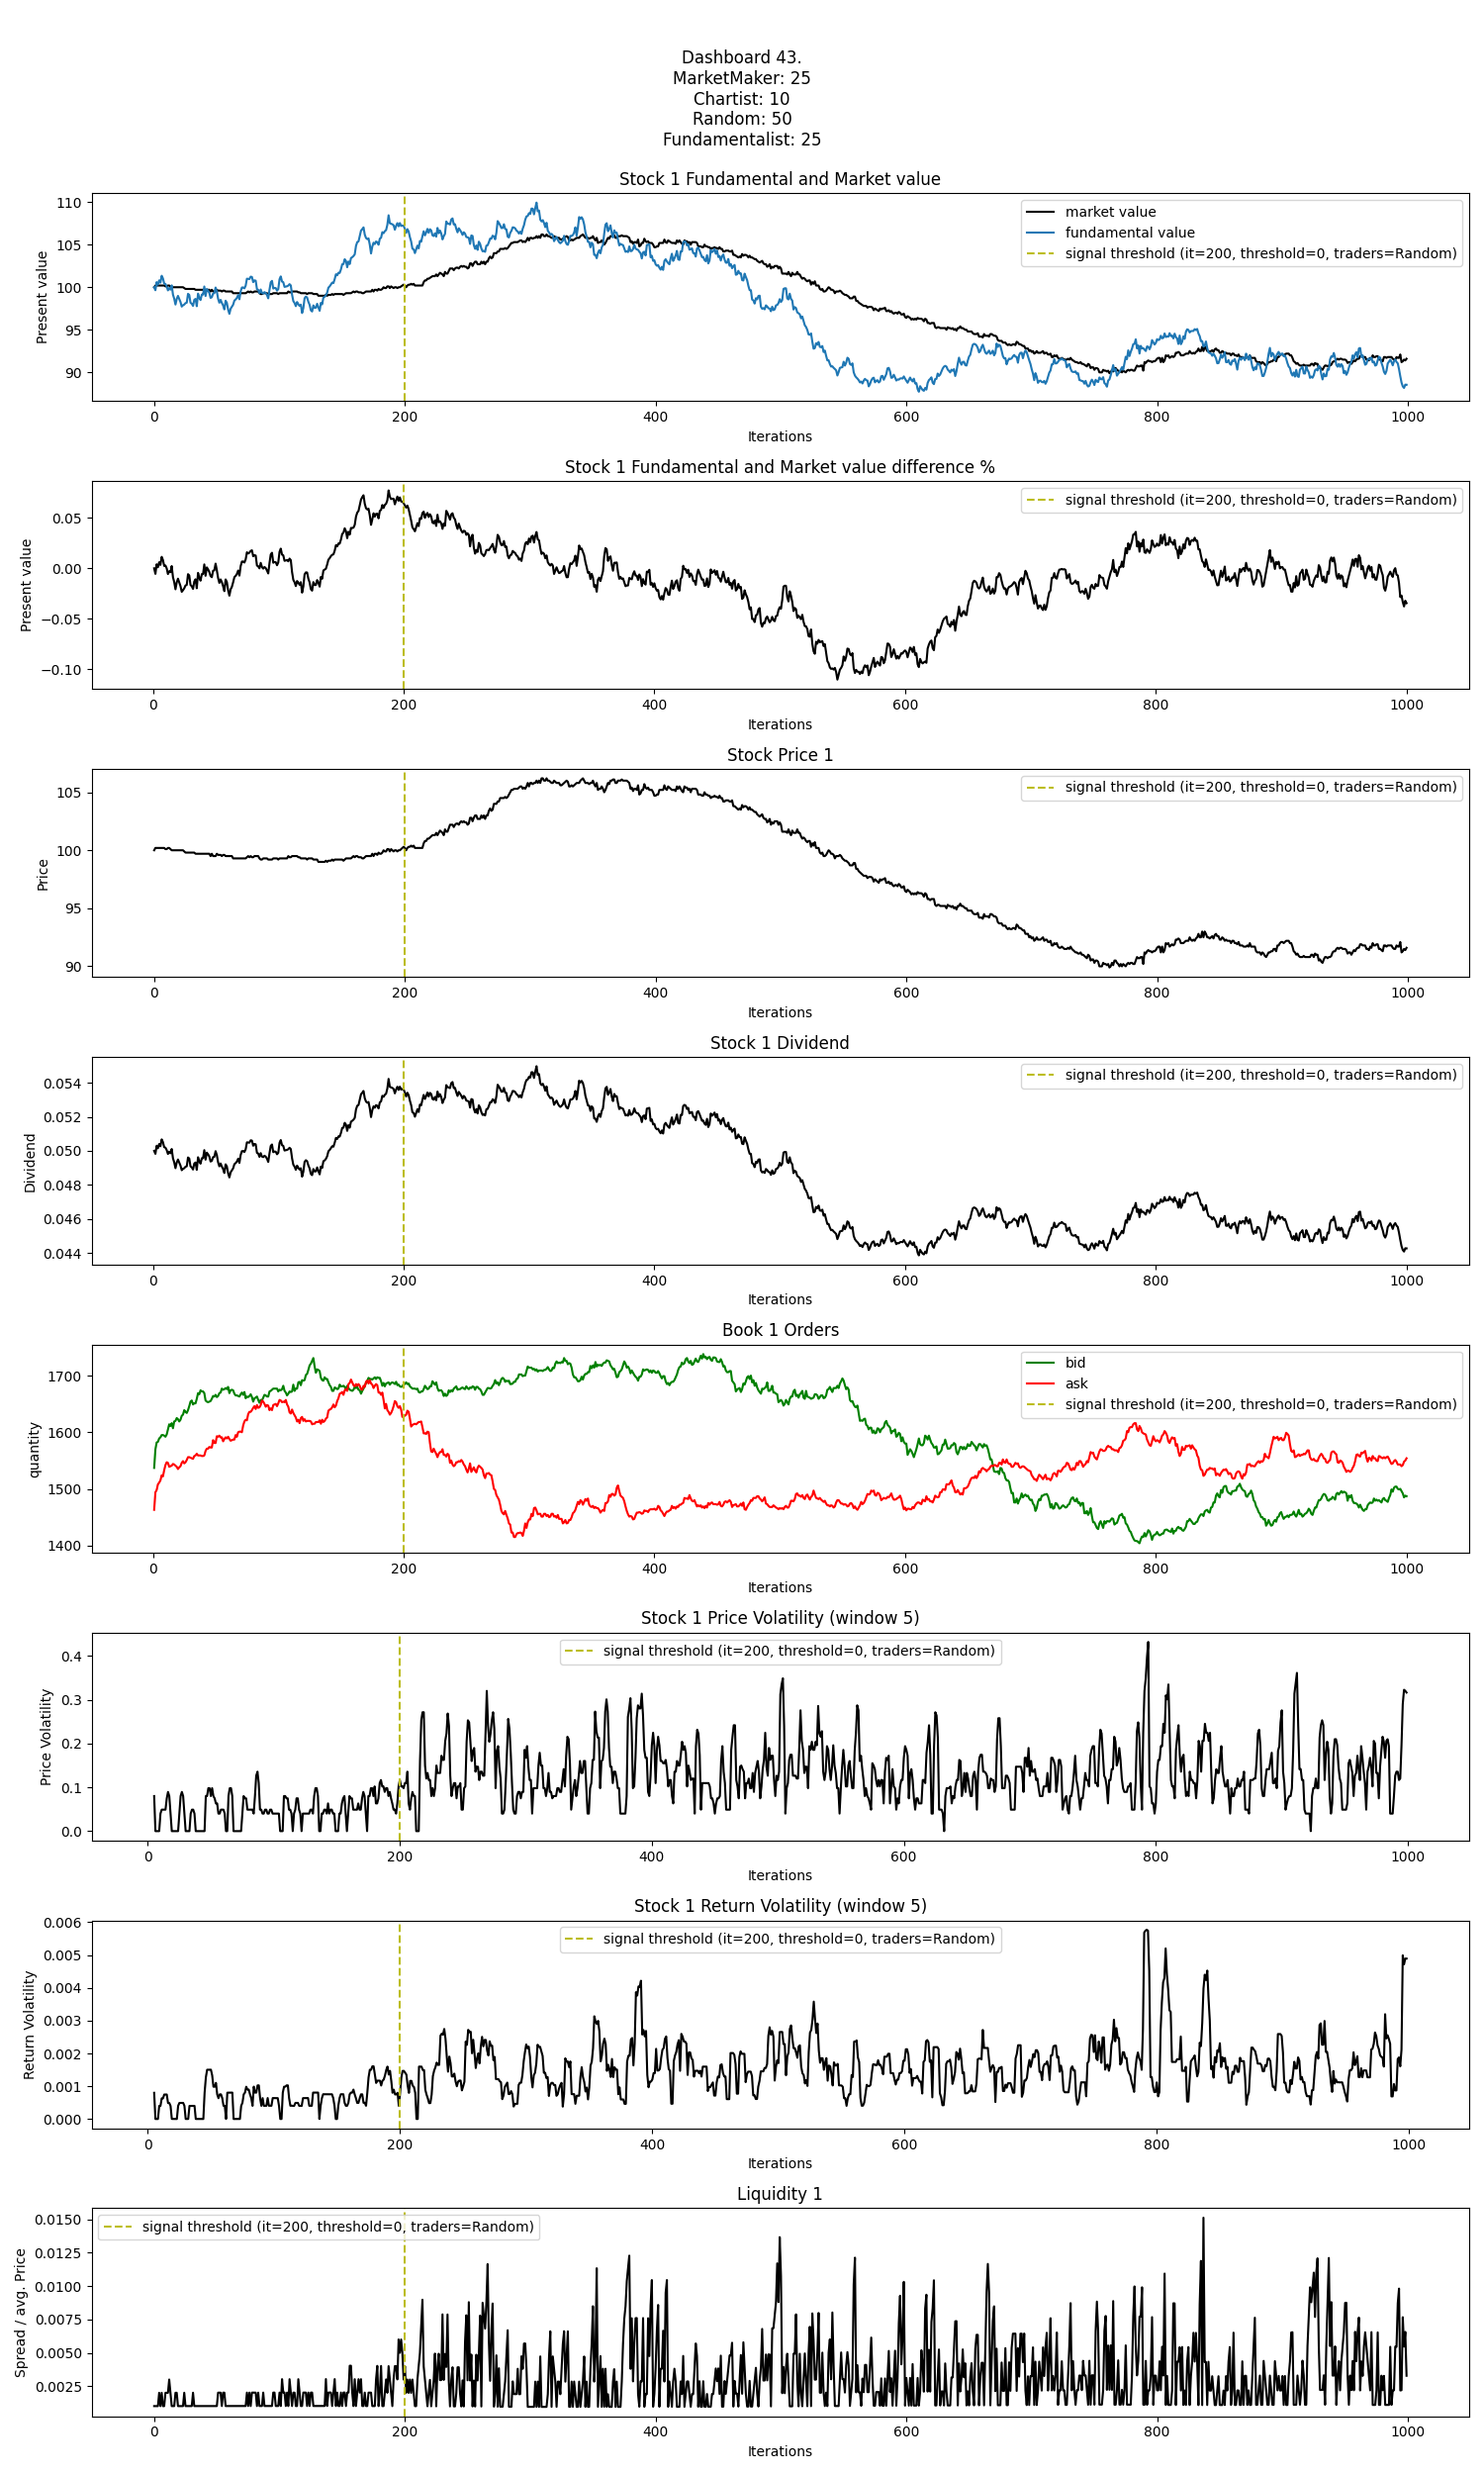 Dashboard 43.
MarketMaker: 25
Chartist: 10
Random: 50
Fundamentalist: 25
Stock 1 Fundamental and Market value
110
105
100
95
90
Present value
market value
fundamental value
signal threshold (it=200, threshold=0, traders=Random)
0 200 400 600 800 1000
Iterations
Stock 1 Fundamental and Market value difference %
0.05
0.00
−0.05
−0.10
Present value
signal threshold (it=200, threshold=0, traders=Random)
0 200 400 600 800 1000
Iterations
Stock Price 1
105
100
95
90
Price
signal threshold (it=200, threshold=0, traders=Random)
0 200 400 600 800 1000
Iterations
Stock 1 Dividend
0.054
0.052
0.050
0.048
0.046
0.044
Dividend
signal threshold (it=200, threshold=0, traders=Random)
0 200 400 600 800 1000
Iterations
Book 1 Orders
1700
1600
1500
1400
quantity
bid
ask
signal threshold (it=200, threshold=0, traders=Random)
0 200 400 600 800 1000
Iterations
Stock 1 Price Volatility (window 5)
0.4
0.3
0.2
0.1
0.0
Price Volatility
signal threshold (it=200, threshold=0, traders=Random)
0 200 400 600 800 1000
Iterations
Stock 1 Return Volatility (window 5)
0.006
0.005
0.004
0.003
0.002
0.001
0.000
Return Volatility
signal threshold (it=200, threshold=0, traders=Random)
0 200 400 600 800 1000
Iterations
Liquidity 1
0.0150
0.0125
0.0100
0.0075
0.0050
0.0025
Spread / avg. Price
signal threshold (it=200, threshold=0, traders=Random)
0 200 400 600 800 1000
Iterations